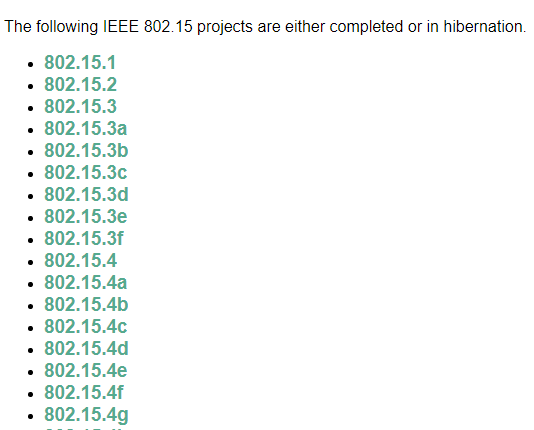 The following IEEE 802.15 projects are either completed or in hibernation.
802.15.1
802.15.2
802.15.3
802.15.3a
802.15.3b
802.15.3c
802.15.3d
802.15.3e
802.15.3f
802.15.4
802.15.4a
802.15.4b
802.15.4c
802.15.4d
802.15.4e
802.15.4f
802.15.4g